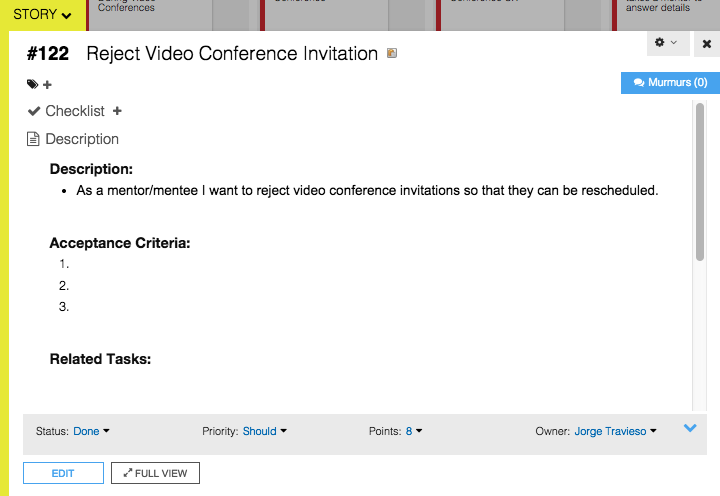 STORY
Conferences
answer details
#122 Reject Video Conference Invitation
Murmurs (0)
Checklist
Description
Description:
As a mentor/mentee I want to reject video conference invitations so that they can be rescheduled.
Acceptance Criteria:
1.
2.
3.
Related Tasks:
Status: Done Priority: Should Points: 8 Owner: Jorge Travieso
EDIT FULL VIEW